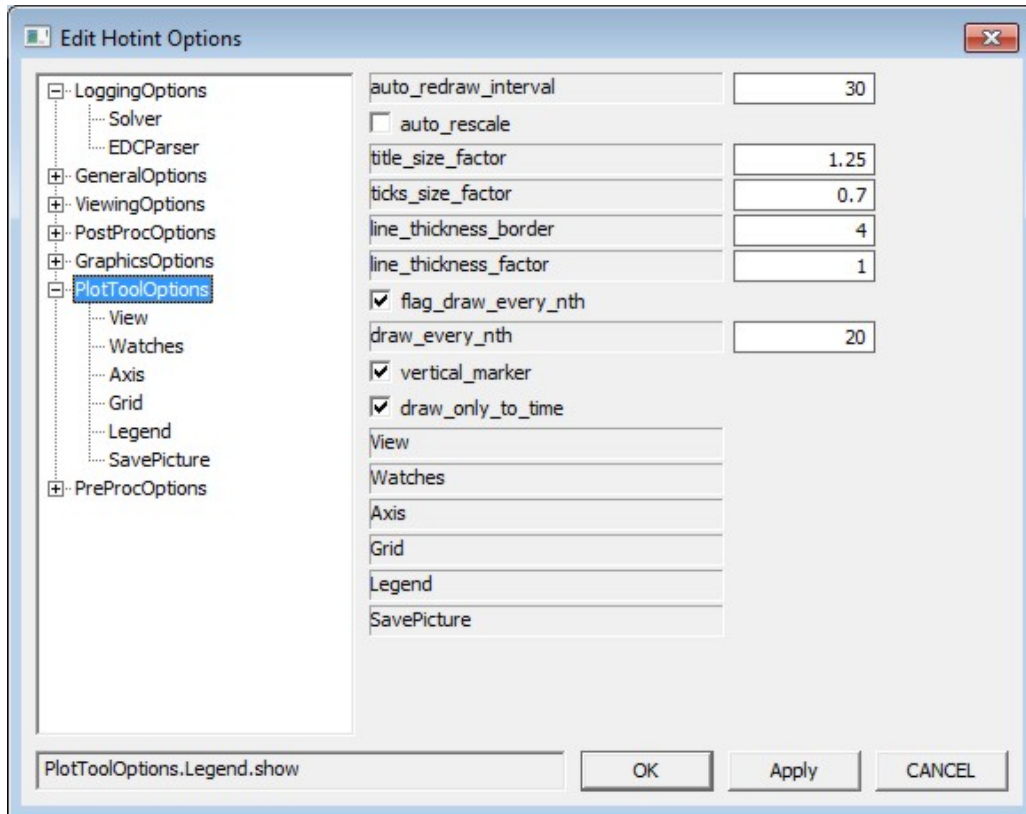 Edit Hotint Options
LoggingOptions
Solver
EDCParser
GeneralOptions
ViewingOptions
PostProcOptions
GraphicsOptions
PlotToolOptions
View
Watches
Axis
Grid
Legend
SavePicture
PreProcOptions
auto_redraw_interval 30
auto_rescale
title_size_factor 1.25
ticks_size_factor 0.7
line_thickness_border 4
line_thickness_factor 1
flag_draw_every_nth
draw_every_nth 20
vertical_marker
draw_only_to_time
View
Watches
Axis
Grid
Legend
SavePicture
PlotToolOptions.Legend.show OK Apply CANCEL